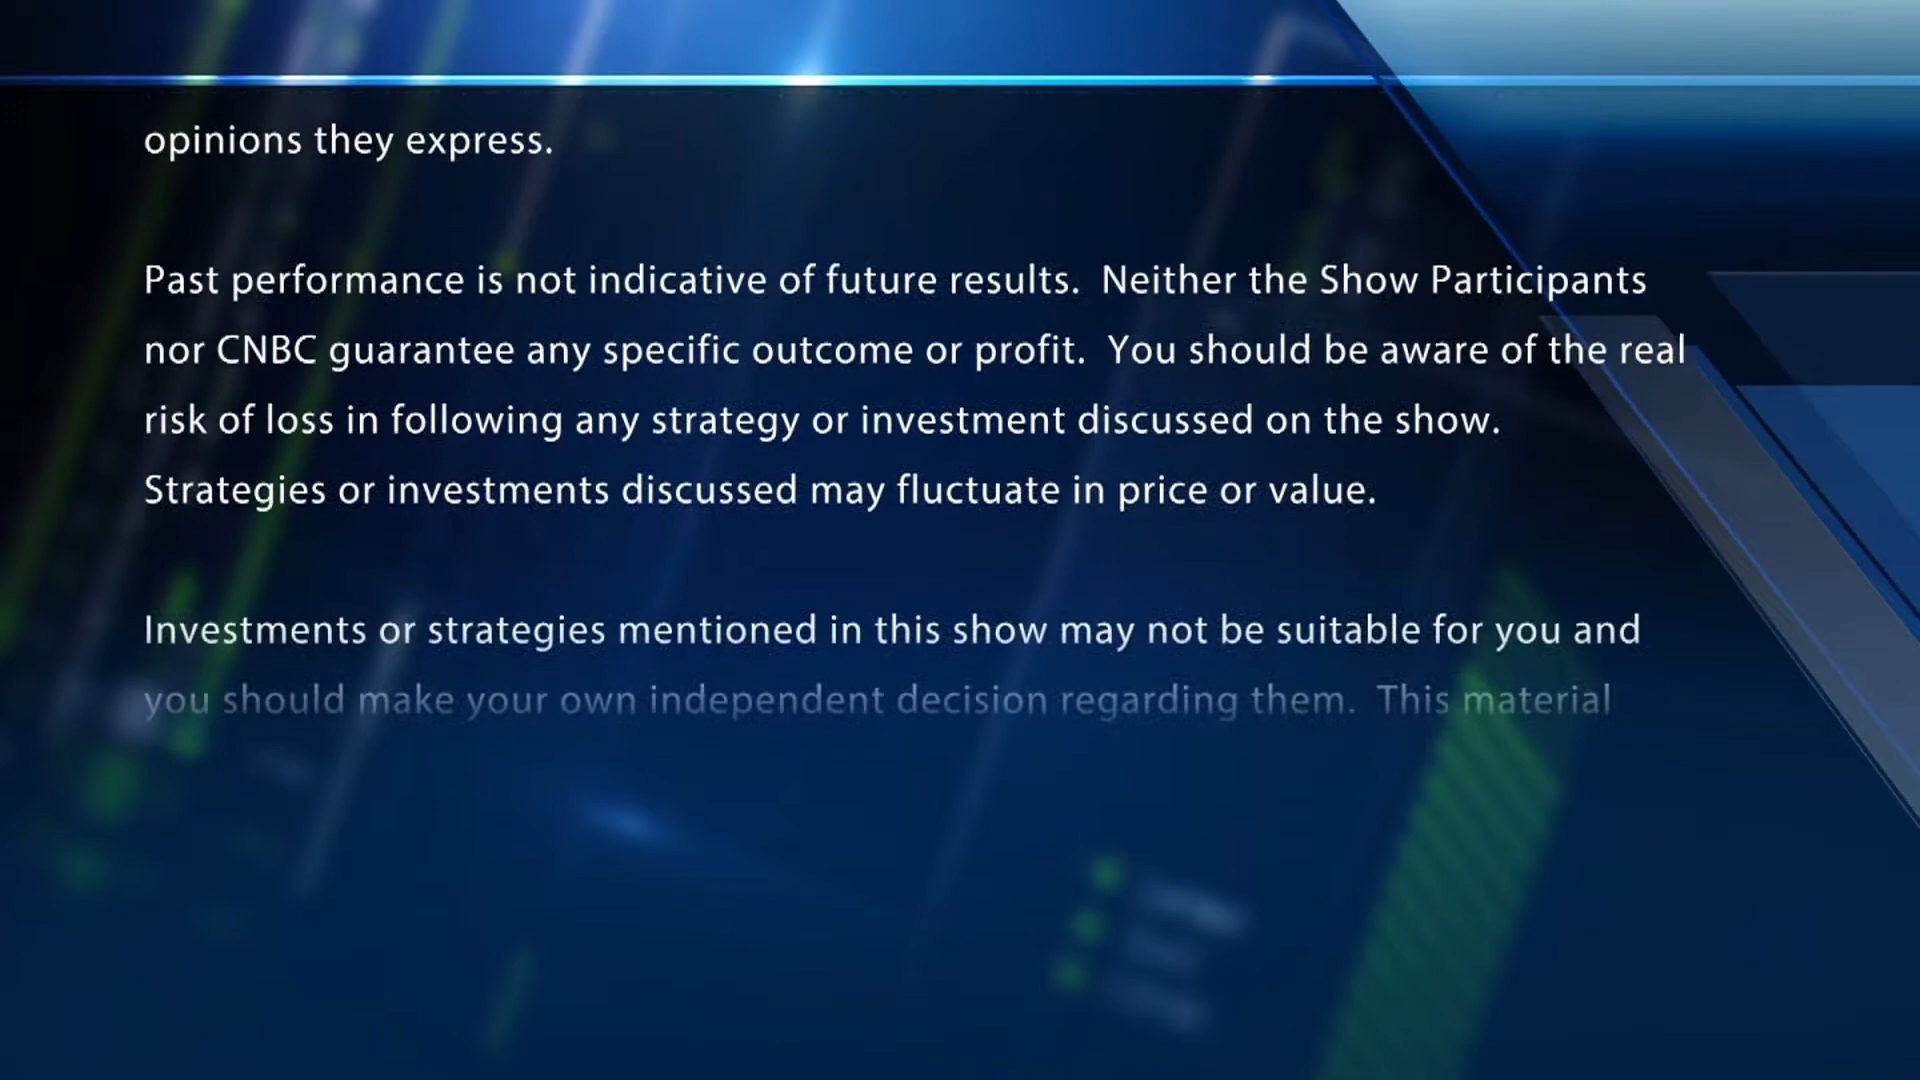 opinions they express.
Past performance is not indicative of future results.  Neither the Show Participants
nor CNBC guarantee any specific outcome or profit.  You should be aware of the real
risk of loss in following any strategy or investment discussed on the show.
Strategies or investments discussed may fluctuate in price or value.
Investments or strategies mentioned in this show may not be suitable for you and
you should make your own independent decision regarding them.  This material